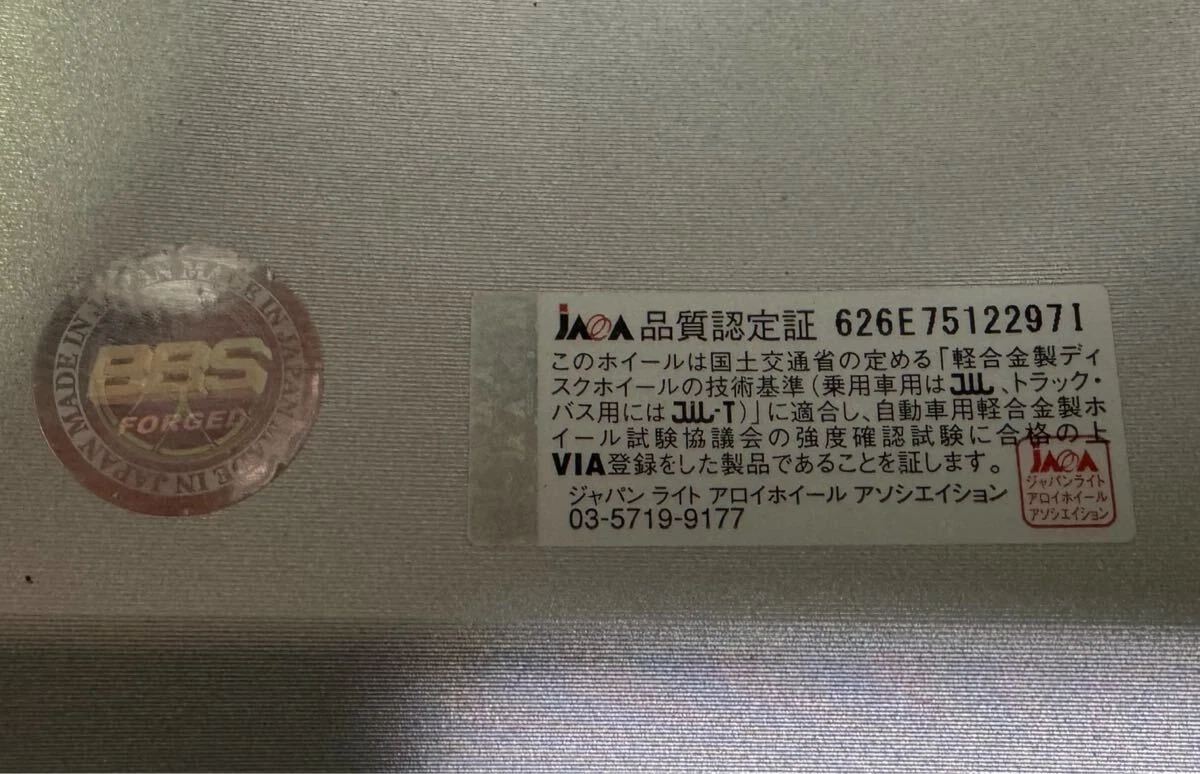 MADE IN JAPAN MADE IN JAPAN MADE IN JAPAN
BBS
FORGED
JAWA 品質認定証 626E7512297I
このホイールは国土交通省の定める「軽合金製ディ
スクホイールの技術基準(乗用車用はJWL、トラック・
バス用にはJWL-T)」に適合し、自動車用軽合金製ホ
イール試験協議会の強度確認試験に合格の上
VIA登録をした製品であることを証します。
ジャパン ライト アロイホイール アソシエイション
03-5719-9177
JAWA
ジャパンライト
アロイホイール
アソシエイション